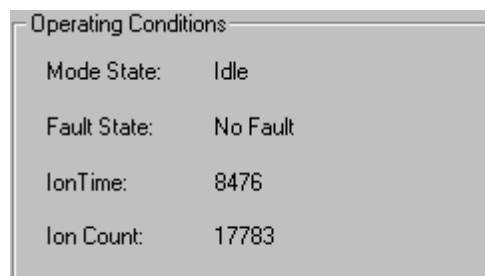 Operating Conditions
Mode State: Idle
Fault State: No Fault
IonTime: 8476
Ion Count: 17783